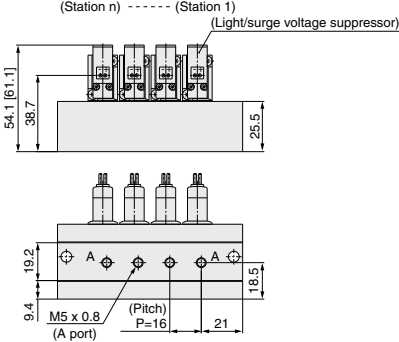 (Station n) ------ (Station 1)
(Light/surge voltage suppressor)
54.1 [61.1]
38.7
25.5
19.2
A
A
18.5
9.4
M5 x 0.8
(A port)
(Pitch)
P=16
21